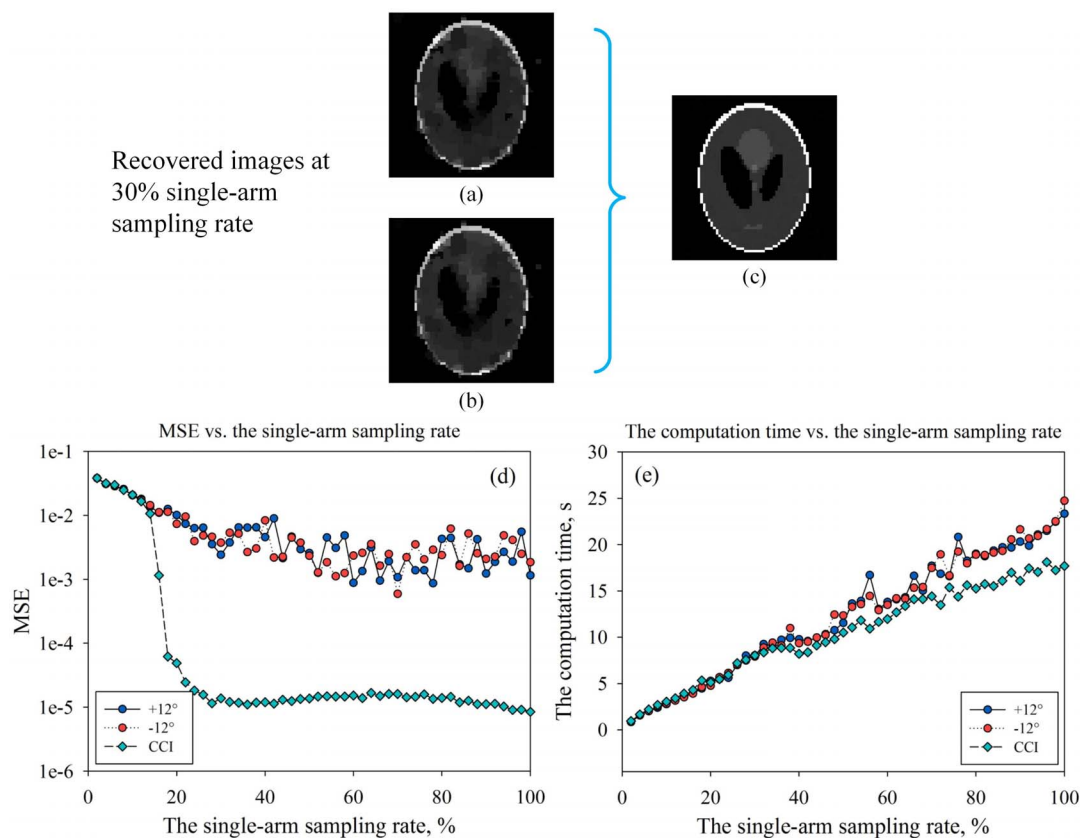 Recovered images at
30% single-arm
sampling rate
(a)
(b)
(c)
MSE vs. the single-arm sampling rate
(d)
1e-1
1e-2
1e-3
1e-4
1e-5
1e-6
MSE
+12°
-12°
CCI
0 20 40 60 80 100
The single-arm sampling rate, %
The computation time vs. the single-arm sampling rate
(e)
30
25
20
15
10
5
0
The computation time, s
+12°
-12°
CCI
0 20 40 60 80 100
The single-arm sampling rate, %